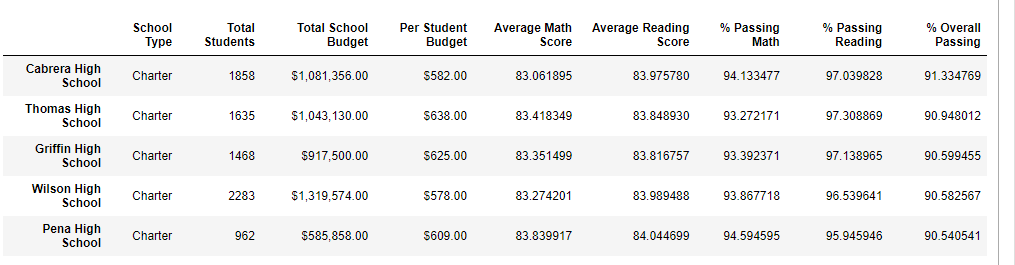 School Type Total Students Total School Budget Per Student Budget Average Math Score Average Reading Score % Passing Math % Passing Reading % Overall Passing
Cabrera High School Charter 1858 $1,081,356.00 $582.00 83.061895 83.975780 94.133477 97.039828 91.334769
Thomas High School Charter 1635 $1,043,130.00 $638.00 83.418349 83.848930 93.272171 97.308869 90.948012
Griffin High School Charter 1468 $917,500.00 $625.00 83.351499 83.816757 93.392371 97.138965 90.599455
Wilson High School Charter 2283 $1,319,574.00 $578.00 83.274201 83.989488 93.867718 96.539641 90.582567
Pena High School Charter 962 $585,858.00 $609.00 83.839917 84.044699 94.594595 95.945946 90.540541